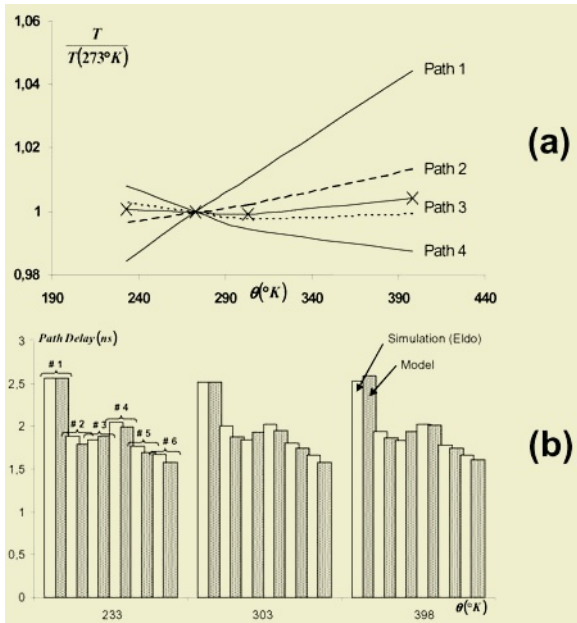 1,06
T
T(273°K)
1,04
Path 1
1,02
(a)
Path 2
1
Path 3
Path 4
0,98
190 240 290 340 390 440
θ(°K)
Path Delay (ns)
3
Simulation (Eldo)
Model
# 1
2,5
# 4
# 2 # 3
# 5
# 6
2
(b)
1,5
1
0,5
0
233 303 398
θ(°K)